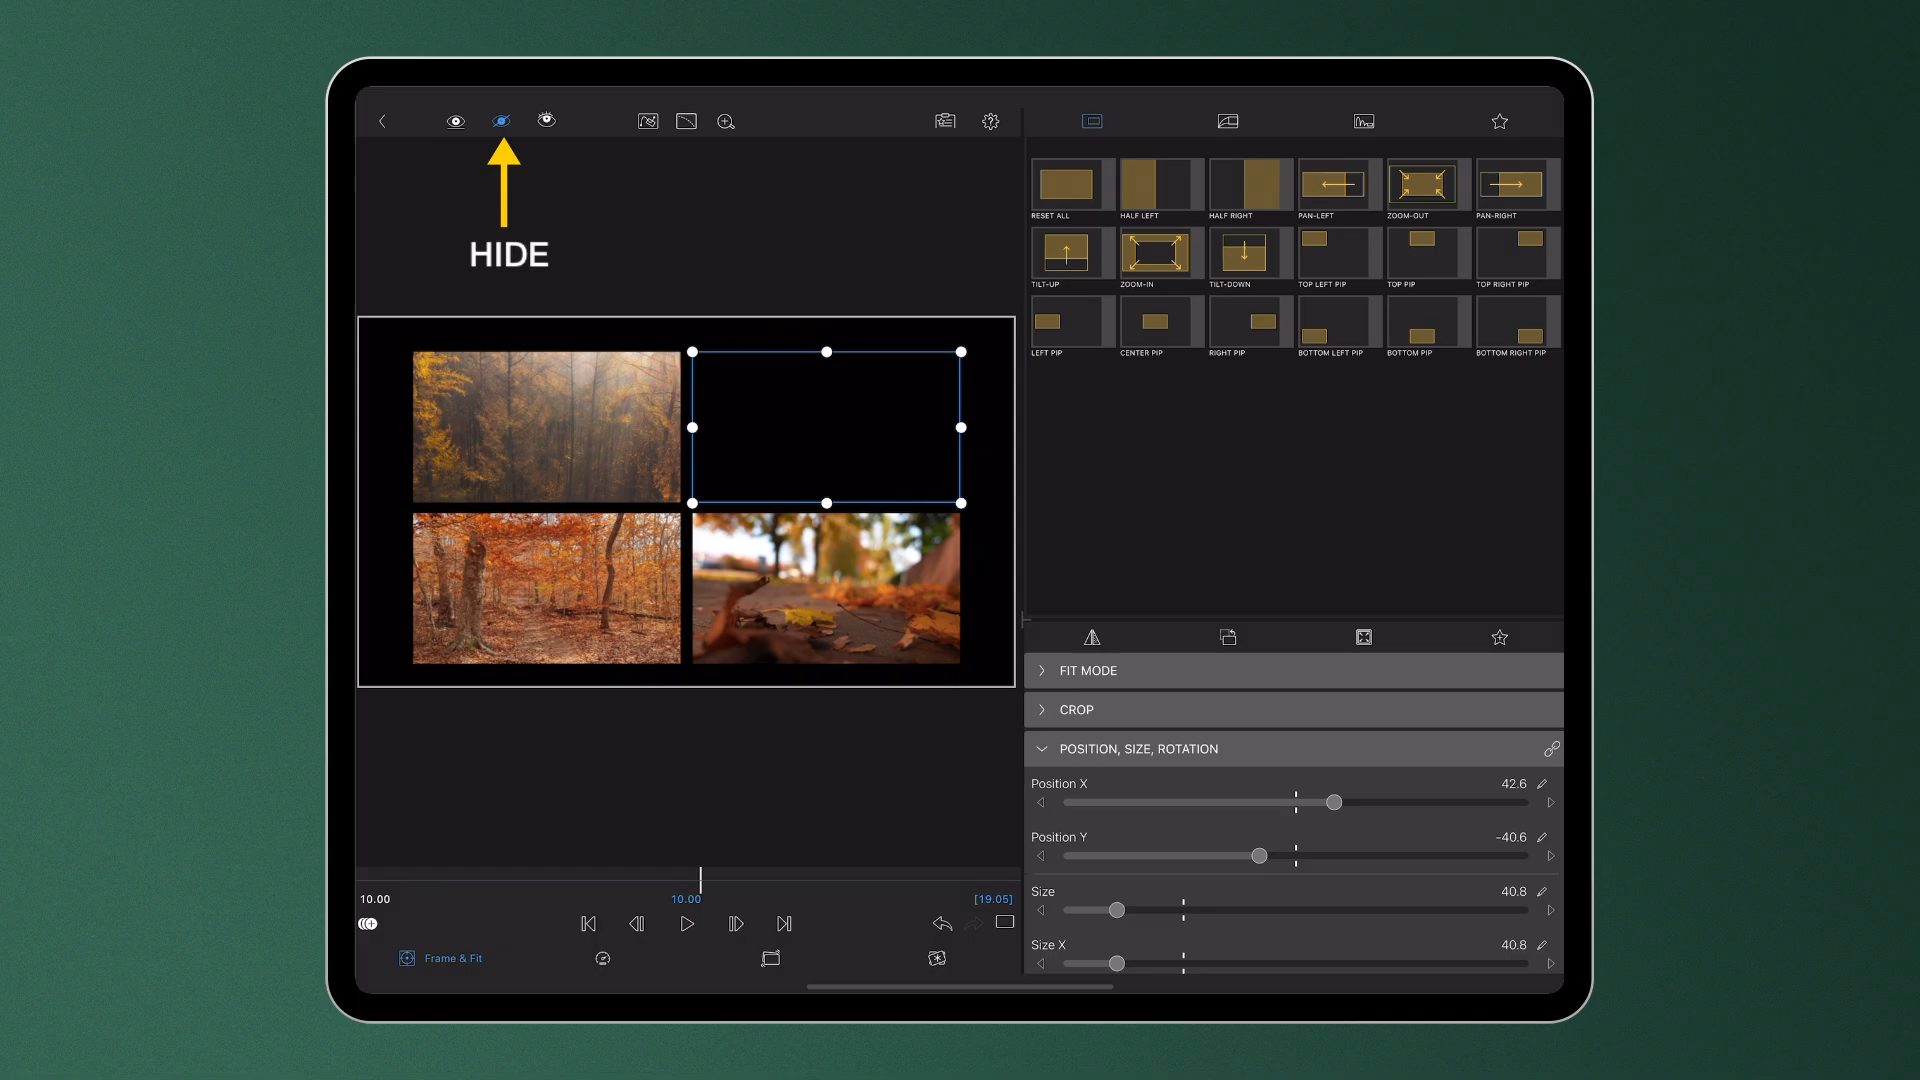 HIDE
RESET ALL
HALF LEFT
HALF RIGHT
PAN-LEFT
ZOOM-OUT
PAN-RIGHT
TILT-UP
ZOOM-IN
TILT-DOWN
TOP LEFT PIP
TOP PIP
TOP RIGHT PIP
LEFT PIP
CENTER PIP
RIGHT PIP
BOTTOM LEFT PIP
BOTTOM PIP
BOTTOM RIGHT PIP
FIT MODE
CROP
POSITION, SIZE, ROTATION
Position X 42.6
Position Y -40.6
Size 40.8
Size X 40.8
10.00 10.00 [19.05]
Frame & Fit